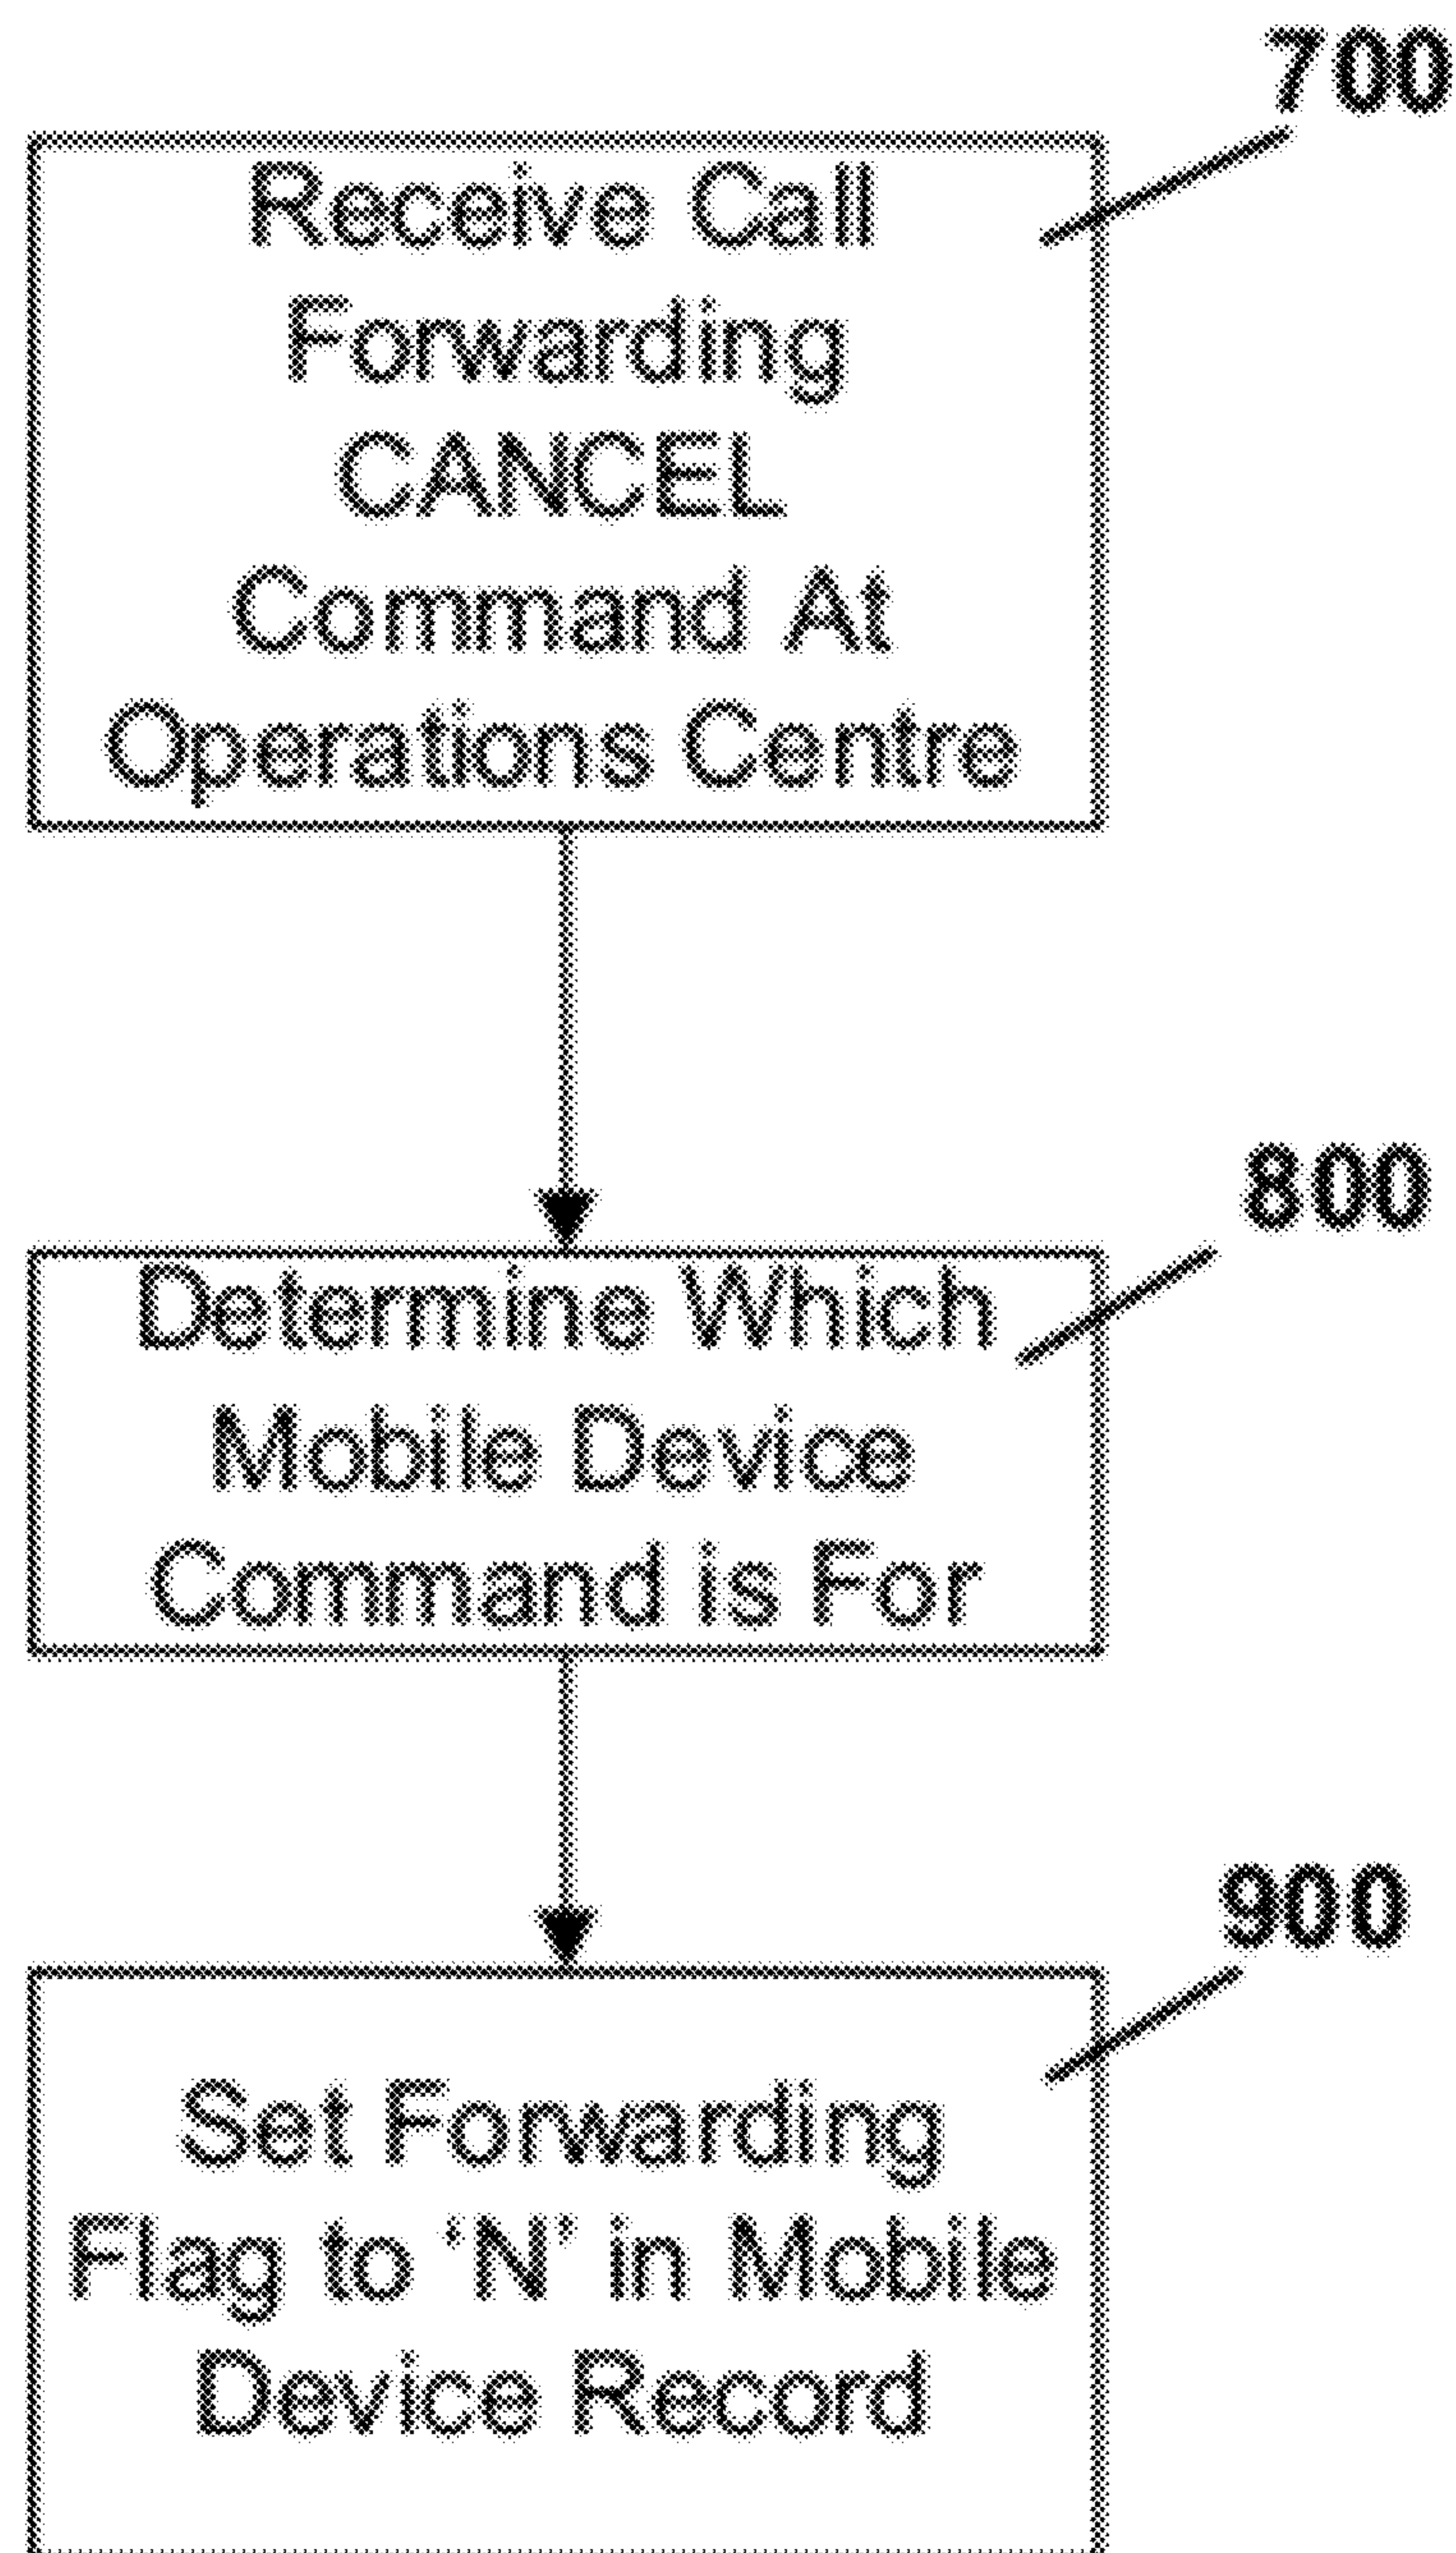 700
Receive Call
Forwarding
CANCEL
Command At
Operations Centre
800
Determine Which
Mobile Device
Command is For
900
Set Forwarding
Flag to ‘N’ in Mobile
Device Record